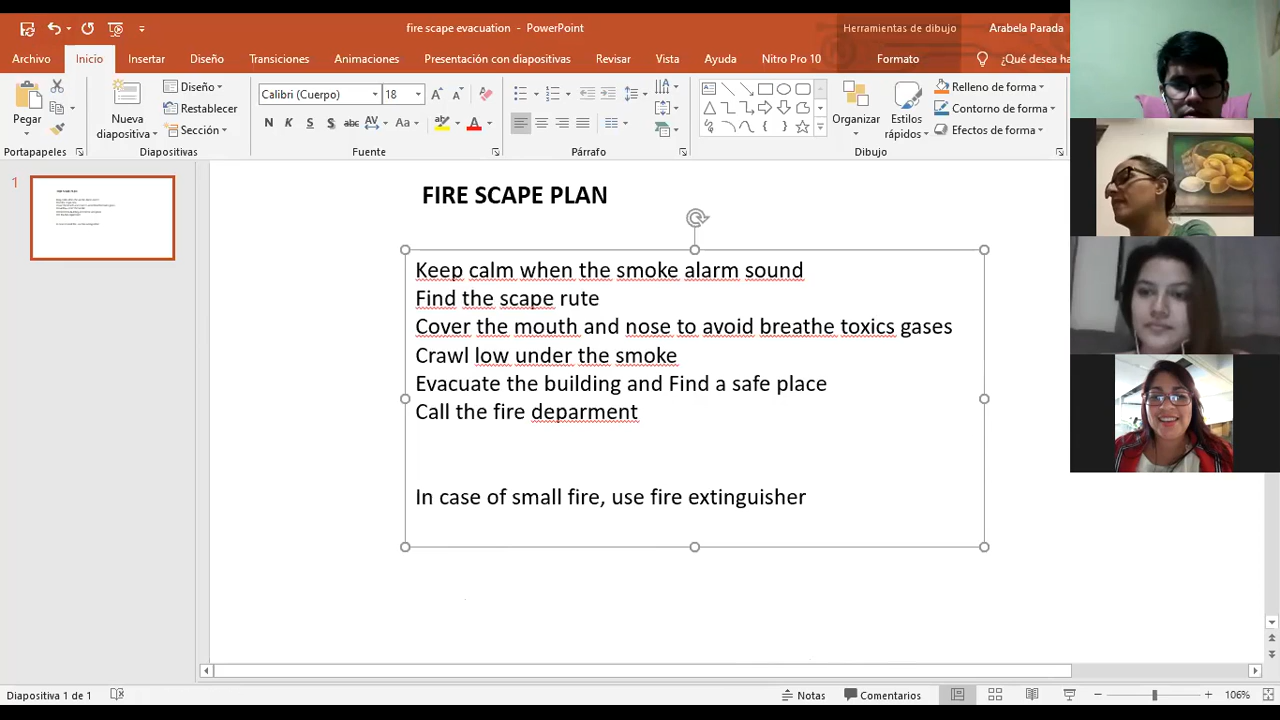 fire scape evacuation - PowerPoint
Herramientas de dibujo
Arabela Parada
Archivo
Inicio
Insertar
Diseño
Transiciones
Animaciones
Presentación con diapositivas
Revisar
Vista
Ayuda
Nitro Pro 10
Formato
¿Qué desea ha
Pegar
Nueva diapositiva
Diseño
Restablecer
Sección
Calibri (Cuerpo)
18
N
K
S
abc
AV
Aa
A
Organizar
Estilos rápidos
Relleno de forma
Contorno de forma
Efectos de forma
Portapapeles
Diapositivas
Fuente
Párrafo
Dibujo
1
FIRE SCAPE PLAN
Keep calm when the smoke alarm sound
Find the scape rute
Cover the mouth and nose to avoid breathe toxics gases
Crawl low under the smoke
Evacuate the building and Find a safe place
Call the fire deparment
In case of small fire, use fire extinguisher
Diapositiva 1 de 1
Notas
Comentarios
106%